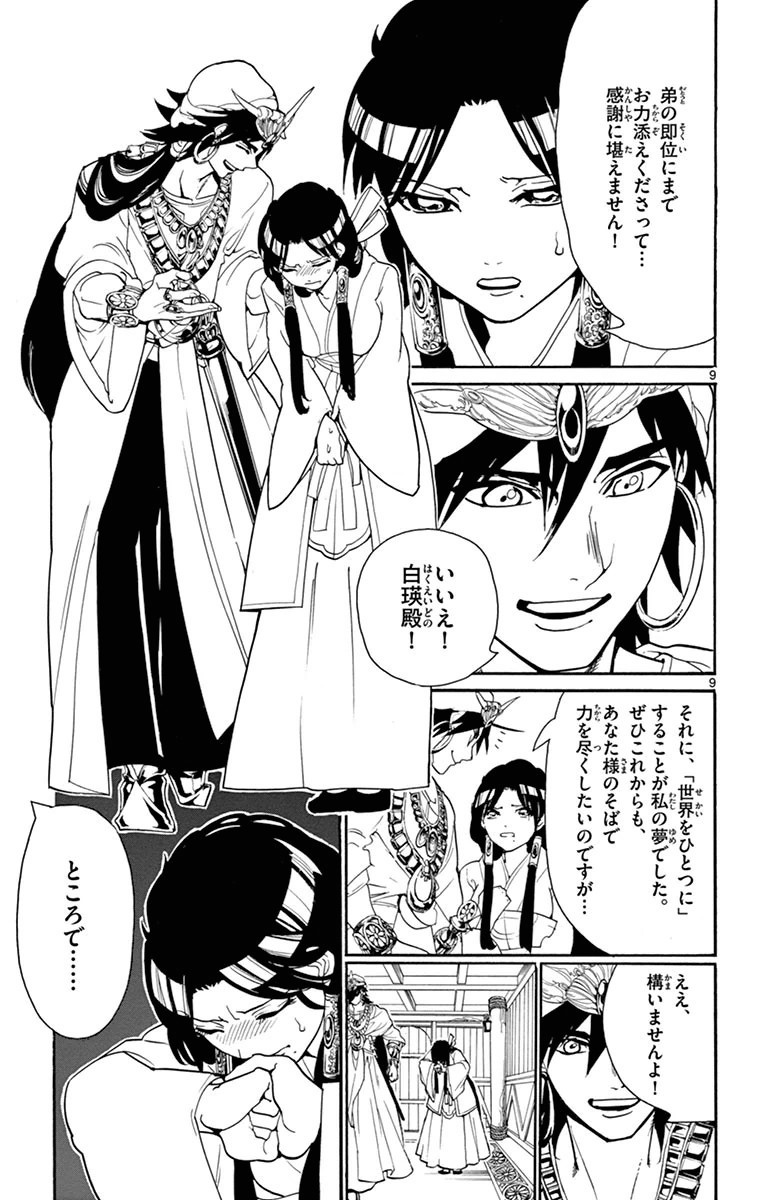 弟の即位にまで
お力添えくださって…
感謝に堪えません!
9
いいえ!
白瑛殿!
9
それに、「世界をひとつに」
することが私の夢でした。
ぜひこれからも、
あなた様のそばで
力を尽くしたいのですが…
ええ、
構いませんよ!
ところで……